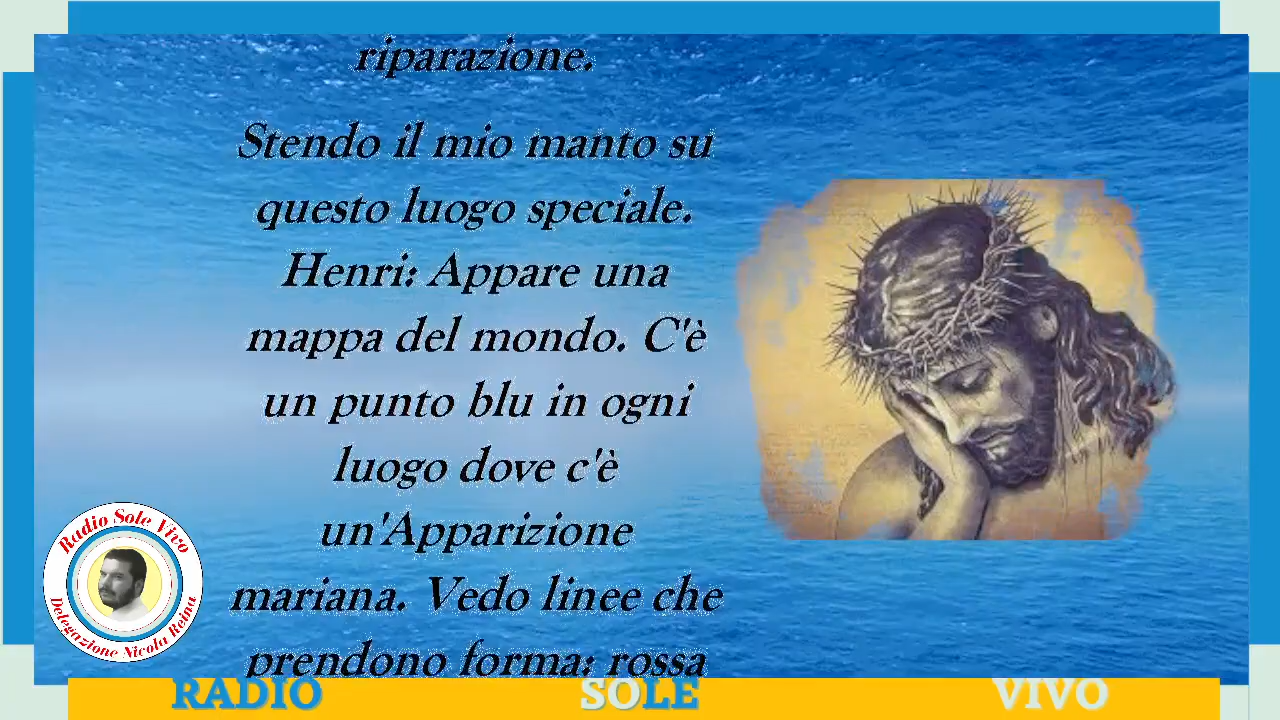 riparazione.
Stendo il mio manto su
questo luogo speciale.
Henri: Appare una
mappa del mondo. C'è
un punto blu in ogni
luogo dove c'è
un'Apparizione
mariana. Vedo linee che
prendono forma: rossa
Radio Sole Vivo
Delegazione Nicola Reina
RADIO SOLE VIVO